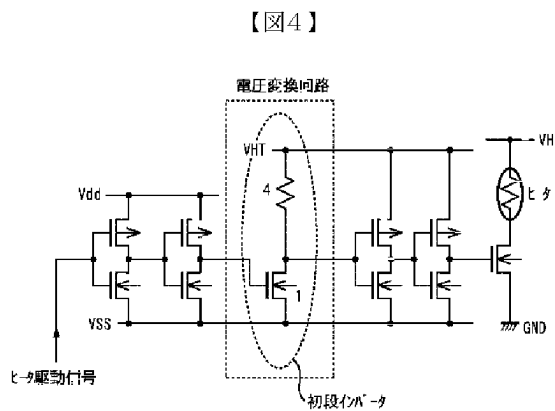 【図4】
電圧変換回路
VHT
VH
4
ヒータ
Vdd
1
VSS
GND
ヒータ駆動信号
初段インバータ